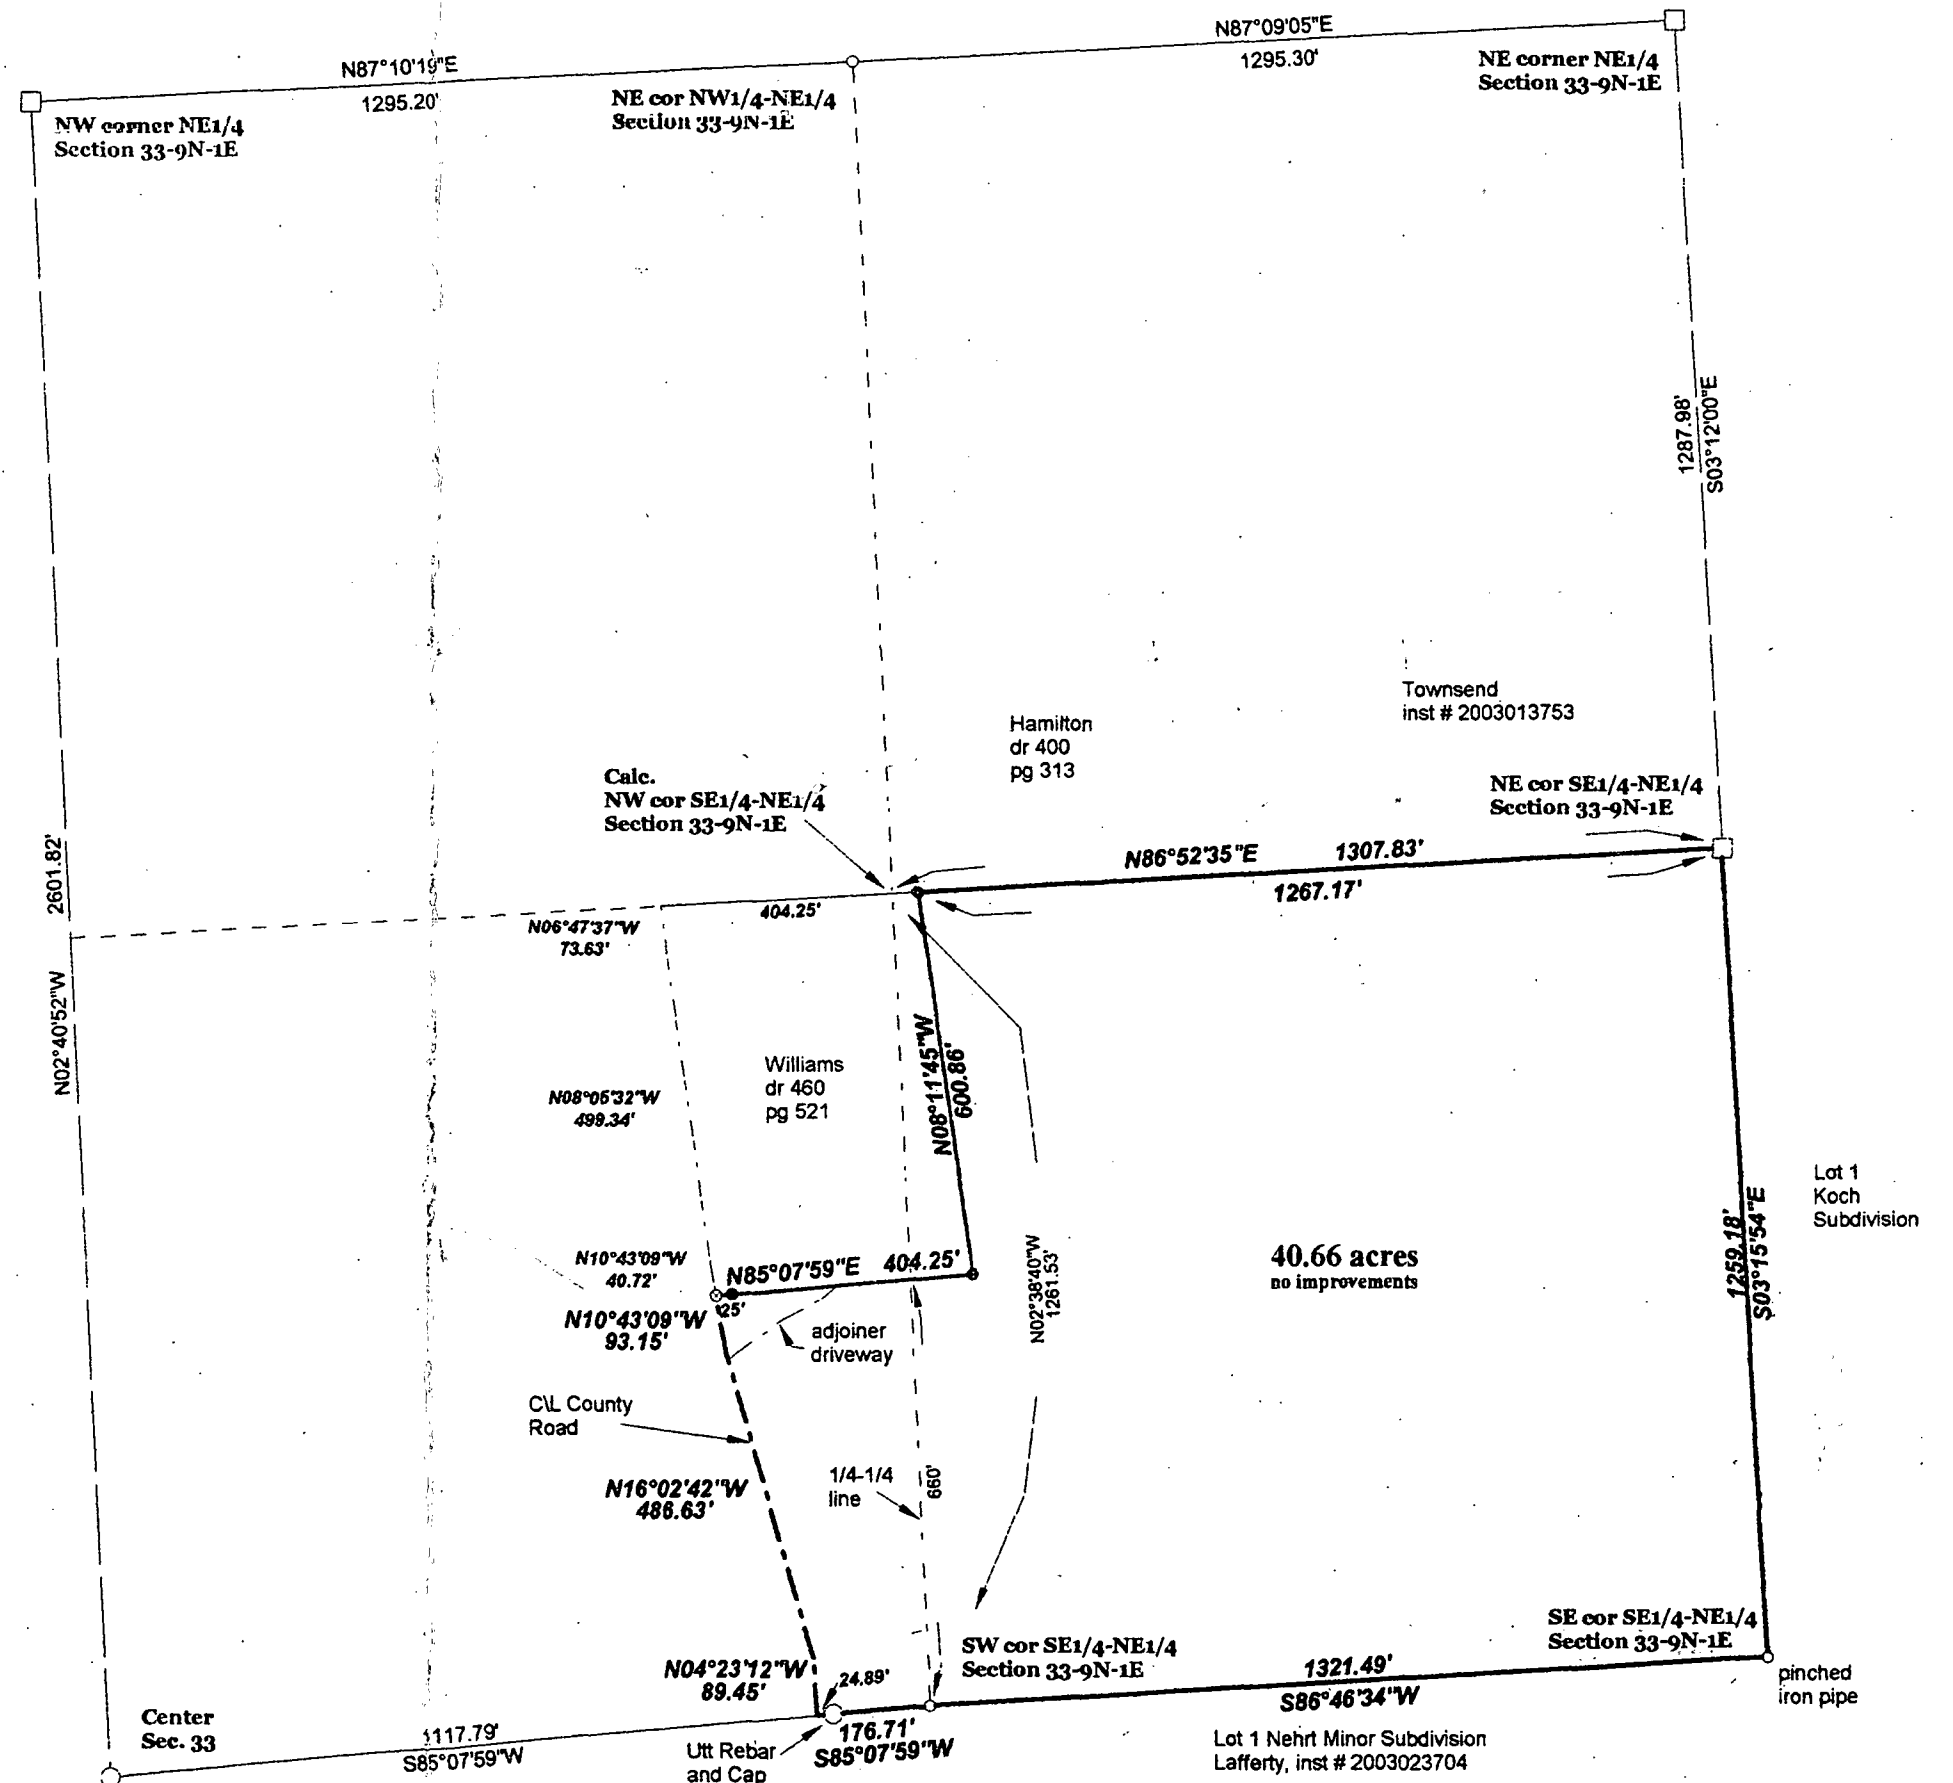 N87°09'05"E
1295.30'
N87°10'19"E
1295.20'
NE corner NE1/4
Section 33-9N-1E
NE cor NW1/4-NE1/4
Section 33-9N-1E
NW corner NE1/4
Section 33-9N-1E
1287.98'
S03°12'00"E
Townsend
inst # 2003013753
Hamilton
dr 400
pg 313
Calc.
NW cor SE1/4-NE1/4
Section 33-9N-1E
NE cor SE1/4-NE1/4
Section 33-9N-1E
N86°52'35"E 1307.83'
1267.17'
404.25'
2601.82'
N02°40'52"W
N06°47'37"W
73.63'
N08°11'45"W
600.86'
Williams
dr 460
pg 521
N08°05'32"W
499.34'
Lot 1
Koch
Subdivision
1259.18'
S03°15'54"E
40.66 acres
no improvements
N02°38'40"W
1261.53'
N10°43'09"W
40.72'
N85°07'59"E 404.25'
25'
N10°43'09"W
93.15'
adjoiner
driveway
C\L County
Road
1/4-1/4
line
660'
N16°02'42"W
486.63'
SE cor SE1/4-NE1/4
Section 33-9N-1E
SW cor SE1/4-NE1/4
Section 33-9N-1E
1321.49'
S86°46'34"W
pinched
iron pipe
N04°23'12"W
89.45'
24.89'
Center
Sec. 33
1117.79'
S85°07'59"W
176.71'
S85°07'59"W
Utt Rebar
and Cap
Lot 1 Nehrt Minor Subdivision
Lafferty, inst # 2003023704